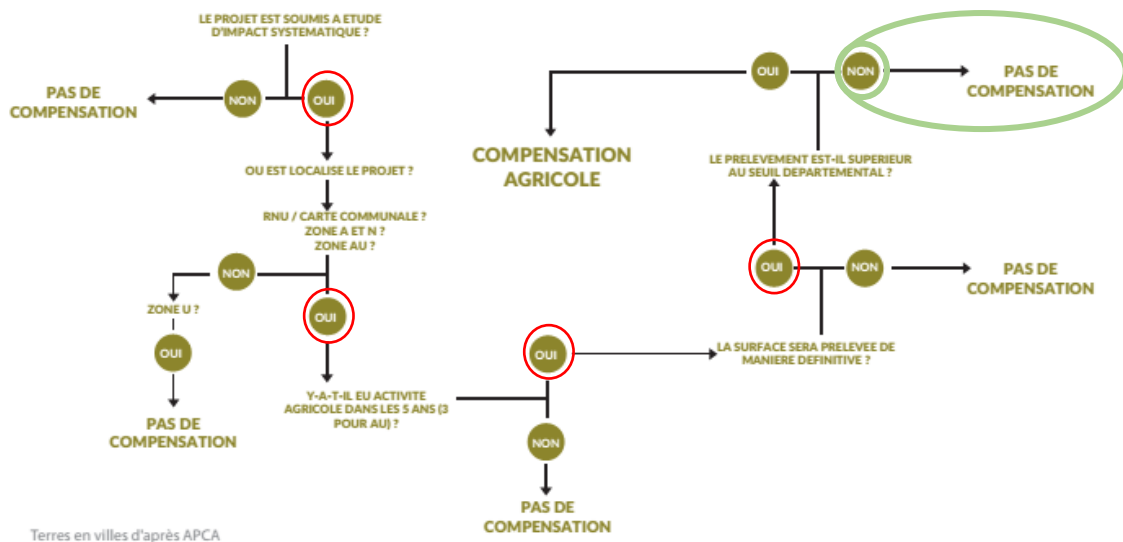 LE PROJET EST SOUMIS A ETUDE
D'IMPACT SYSTEMATIQUE ?
NON
OUI
PAS DE
COMPENSATION
OU EST LOCALISE LE PROJET ?
RNU / CARTE COMMUNALE ?
ZONE A ET N ?
ZONE AU ?
NON
OUI
ZONE U ?
OUI
PAS DE
COMPENSATION
Y-A-T-IL EU ACTIVITE
AGRICOLE DANS LES 5 ANS (3
POUR AU) ?
OUI
NON
PAS DE
COMPENSATION
LA SURFACE SERA PRELEVEE DE
MANIERE DEFINITIVE ?
OUI
NON
PAS DE
COMPENSATION
LE PRELEVEMENT EST-IL SUPERIEUR
AU SEUIL DEPARTEMENTAL ?
OUI
NON
PAS DE
COMPENSATION
COMPENSATION
AGRICOLE
Terres en villes d'après APCA